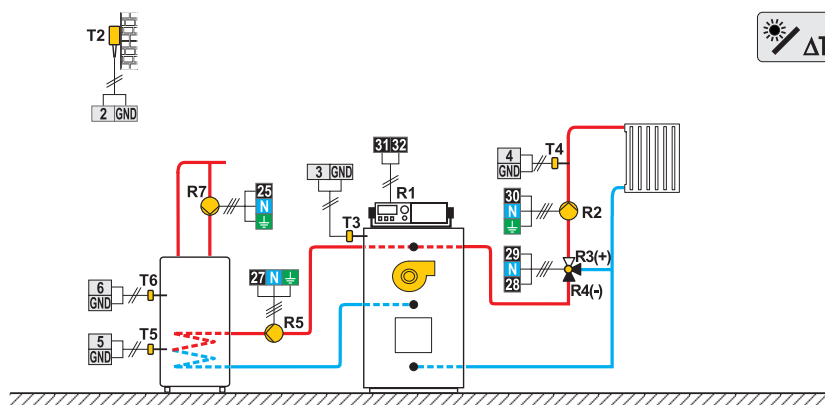 T2
2 GND
ΔT
R7
25
N
T6
6
GND
T5
5
GND
27 N
R5
3 GND
T3
31 32
R1
4
GND
T4
30
N
R2
29
N
28
R3(+)
R4(-)